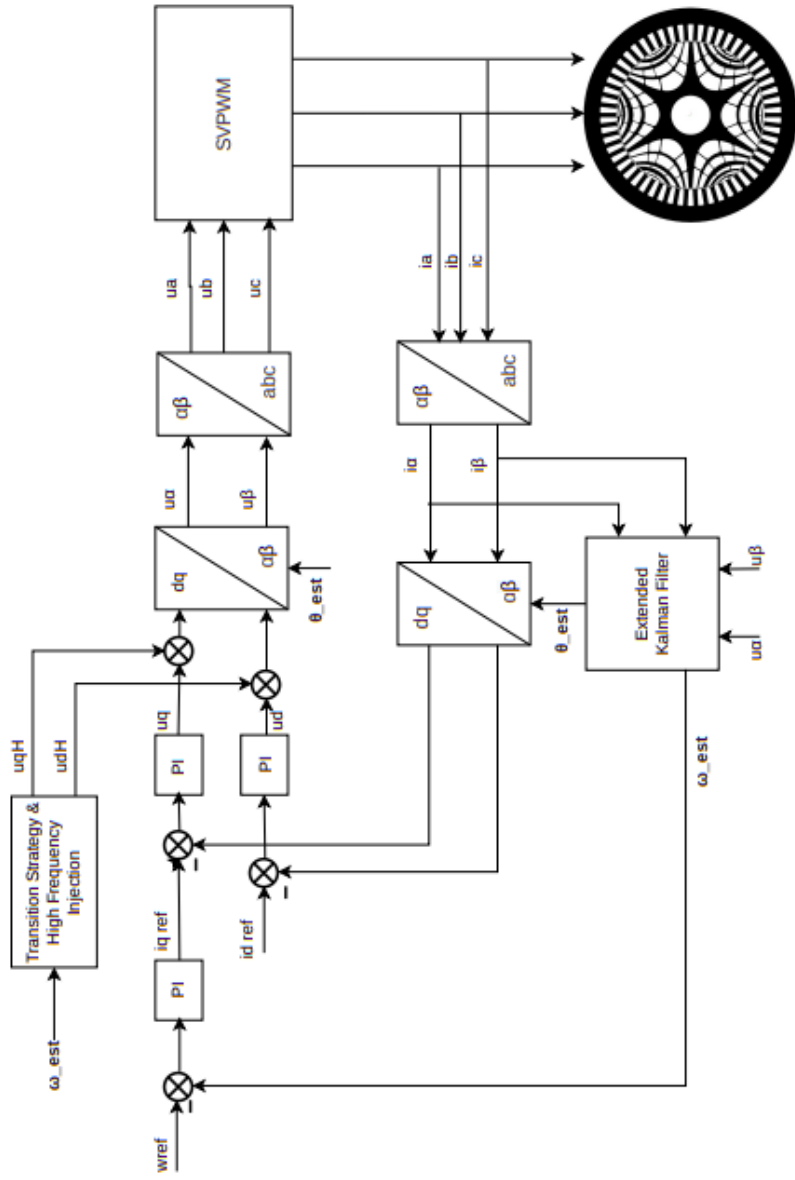 Transition Strategy &
High Frequency
Injection
ω_est
uqH
udH
wref
PI
iq ref
PI
uq
id ref
PI
ud
dq
αβ
θ_est
uα
uβ
αβ
abc
ua
ub
uc
SVPWM
ia
ib
ic
αβ
abc
iα
iβ
dq
αβ
θ_est
Extended
Kalman Filter
uα
uβ
ω_est